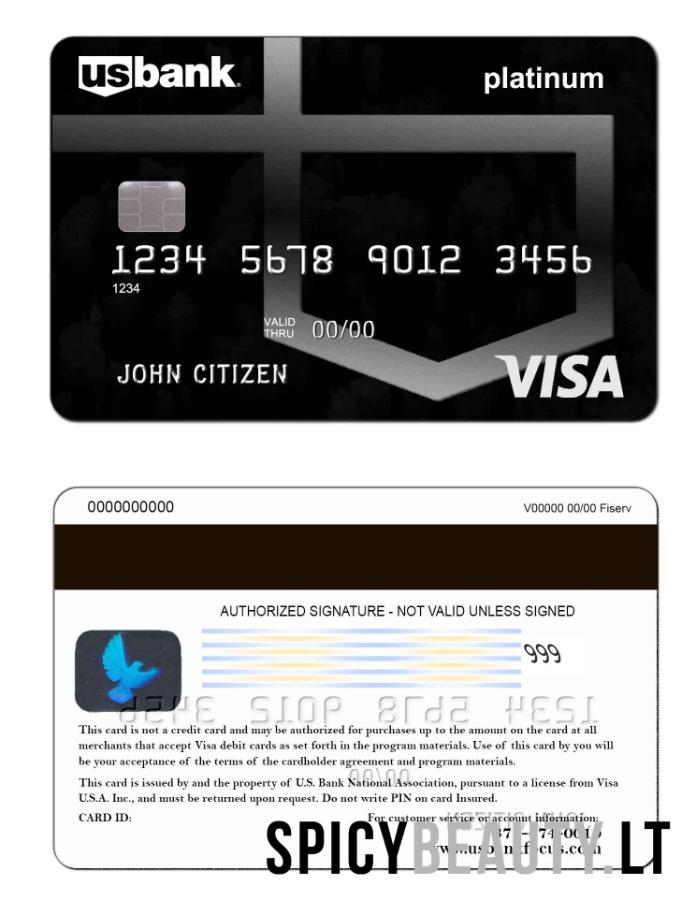 usbank
platinum
1234 5678 9012 3456
1234
VALID THRU 00/00
JOHN CITIZEN
VISA
0000000000
V00000 00/00 Fiserv
AUTHORIZED SIGNATURE - NOT VALID UNLESS SIGNED
999
This card is not a credit card and may be authorized for purchases up to the amount on the card at all
merchants that accept Visa debit cards as set forth in the program materials. Use of this card by you will
be your acceptance of the terms of the cardholder agreement and program materials.
This card is issued by and the property of U.S. Bank National Association, pursuant to a license from Visa
U.S.A. Inc., and must be returned upon request. Do not write PIN on card Insured.
CARD ID:
For customer service or account information:
SPICYBEAUTY.LT